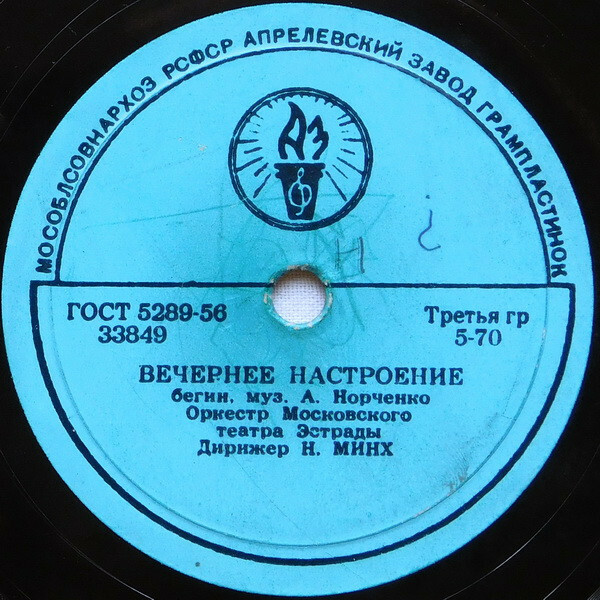 МОСОБЛСОВНАРХОЗ РСФСР АПРЕЛЕВСКИЙ ЗАВОД ГРАМПЛАСТИНОК
АЗ
Н
ГОСТ 5289-56
33849
Третья гр
5-70
ВЕЧЕРНЕЕ НАСТРОЕНИЕ
бегин, муз. А. Норченко
Оркестр Московского
театра Эстрады
Дирижер Н. МИНХ